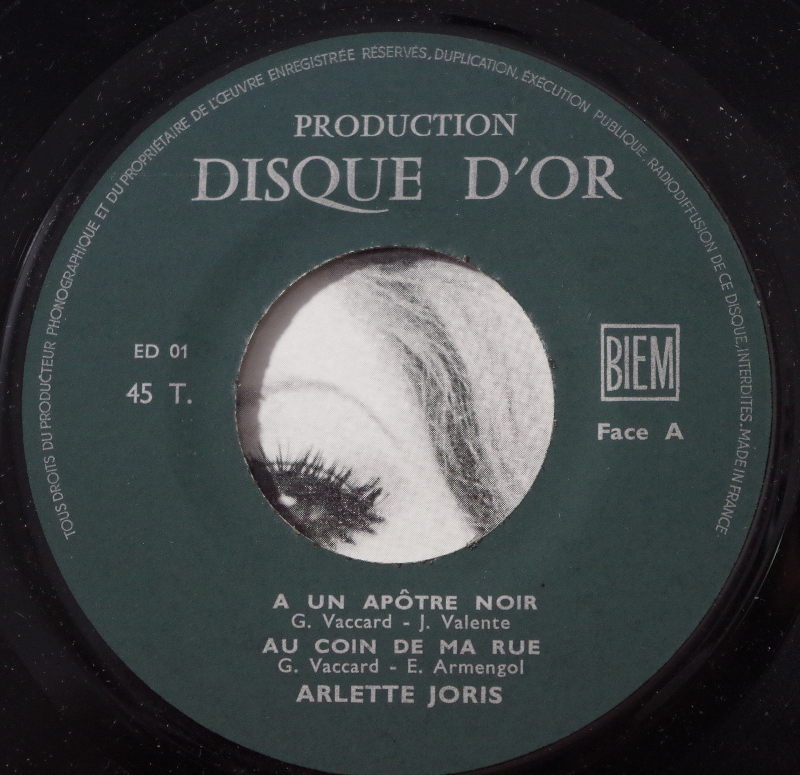 TOUS DROITS DU PRODUCTEUR PHONOGRAPHIQUE ET DU PROPRIÉTAIRE DE L'ŒUVRE ENREGISTRÉE RÉSERVÉS, DUPLICATION, EXÉCUTION PUBLIQUE, RADIODIFFUSION DE CE DISQUE, INTERDITES. MADE IN FRANCE
PRODUCTION
DISQUE D'OR
ED 01
45 T.
BIEM
Face A
A UN APÔTRE NOIR
G. Vaccard - J. Valente
AU COIN DE MA RUE
G. Vaccard - E. Armengol
ARLETTE JORIS